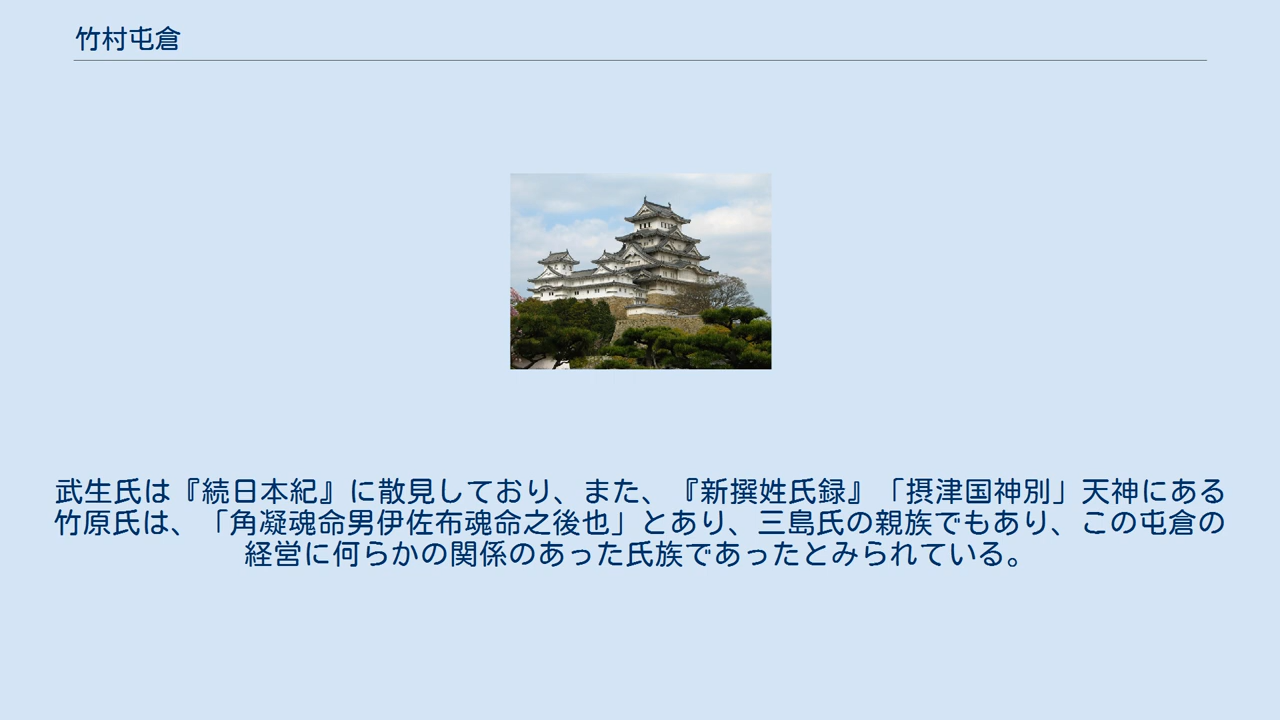 竹村屯倉
武生氏は『続日本紀』に散見しており、また、『新撰姓氏録』「摂津国神別」天神にある
竹原氏は、「角凝魂命男伊佐布魂命之後也」とあり、三島氏の親族でもあり、この屯倉の
経営に何らかの関係のあった氏族であったとみられている。